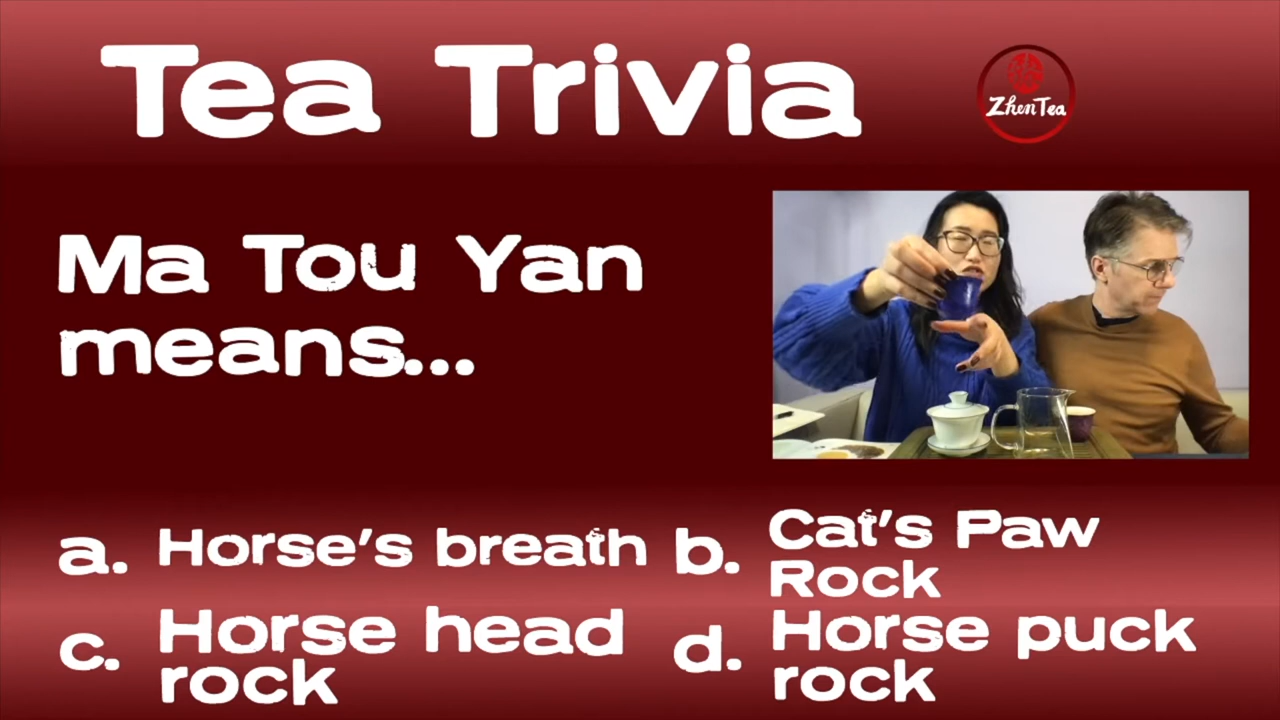 Tea Trivia
ZhenTea
Ma Tou Yan
means...
a. Horse's breath
b. Cat's Paw
Rock
c. Horse head
rock
d. Horse puck
rock